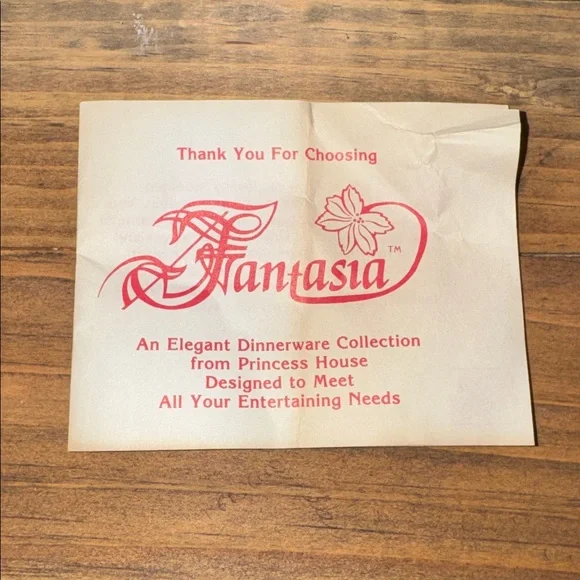 Thank You For Choosing
Fantasia™
An Elegant Dinnerware Collection
from Princess House
Designed to Meet
All Your Entertaining Needs